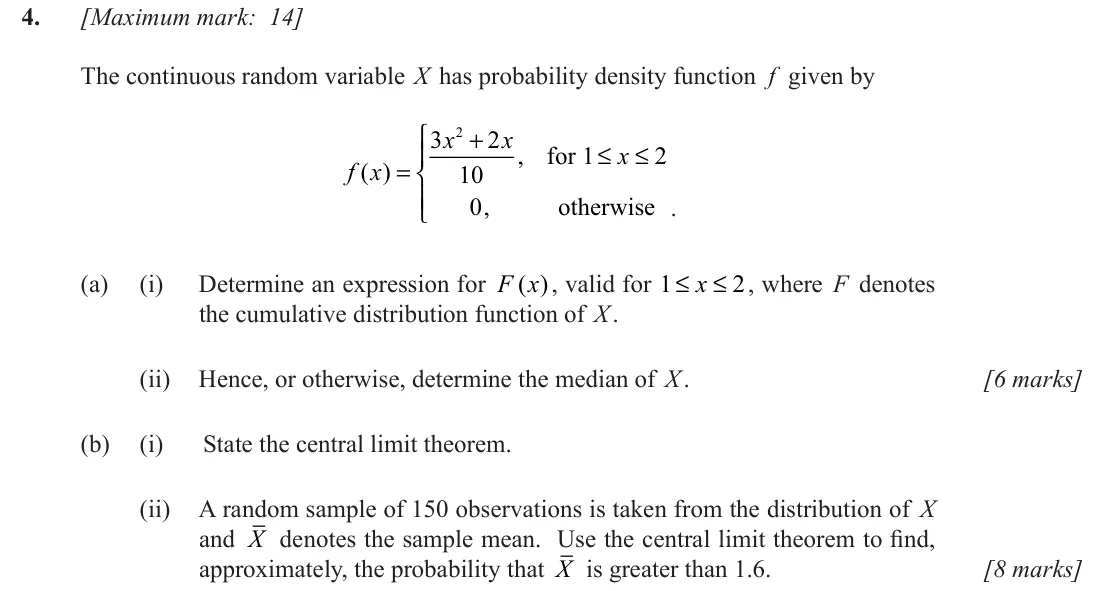 4. [Maximum mark: 14]
The continuous random variable X has probability density function f given by
f(x) = { (3x² + 2x)/10, for 1 ≤ x ≤ 2
0, otherwise .
(a) (i) Determine an expression for F(x), valid for 1 ≤ x ≤ 2, where F denotes
the cumulative distribution function of X.
(ii) Hence, or otherwise, determine the median of X. [6 marks]
(b) (i) State the central limit theorem.
(ii) A random sample of 150 observations is taken from the distribution of X
and X̅ denotes the sample mean. Use the central limit theorem to find,
approximately, the probability that X̅ is greater than 1.6. [8 marks]